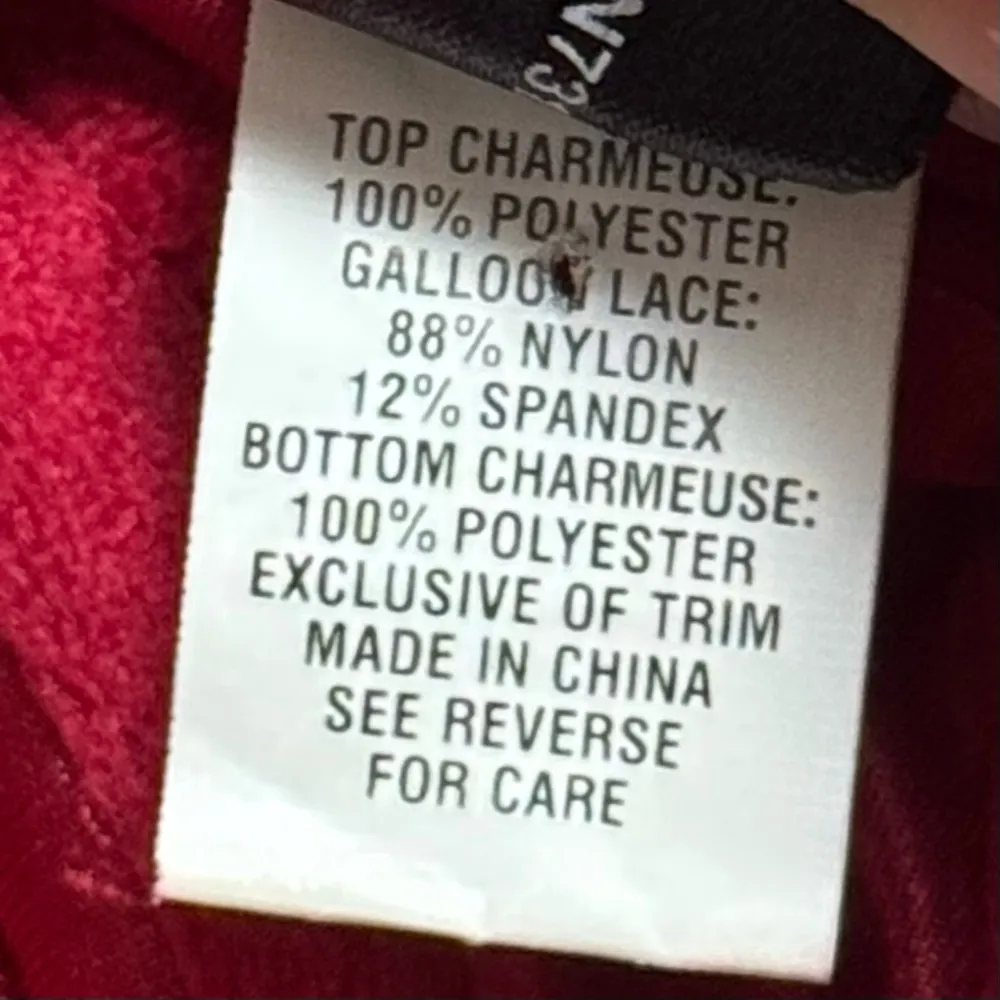 N73
TOP CHARMEUSE:
100% POLYESTER
GALLOON LACE:
88% NYLON
12% SPANDEX
BOTTOM CHARMEUSE:
100% POLYESTER
EXCLUSIVE OF TRIM
MADE IN CHINA
SEE REVERSE
FOR CARE